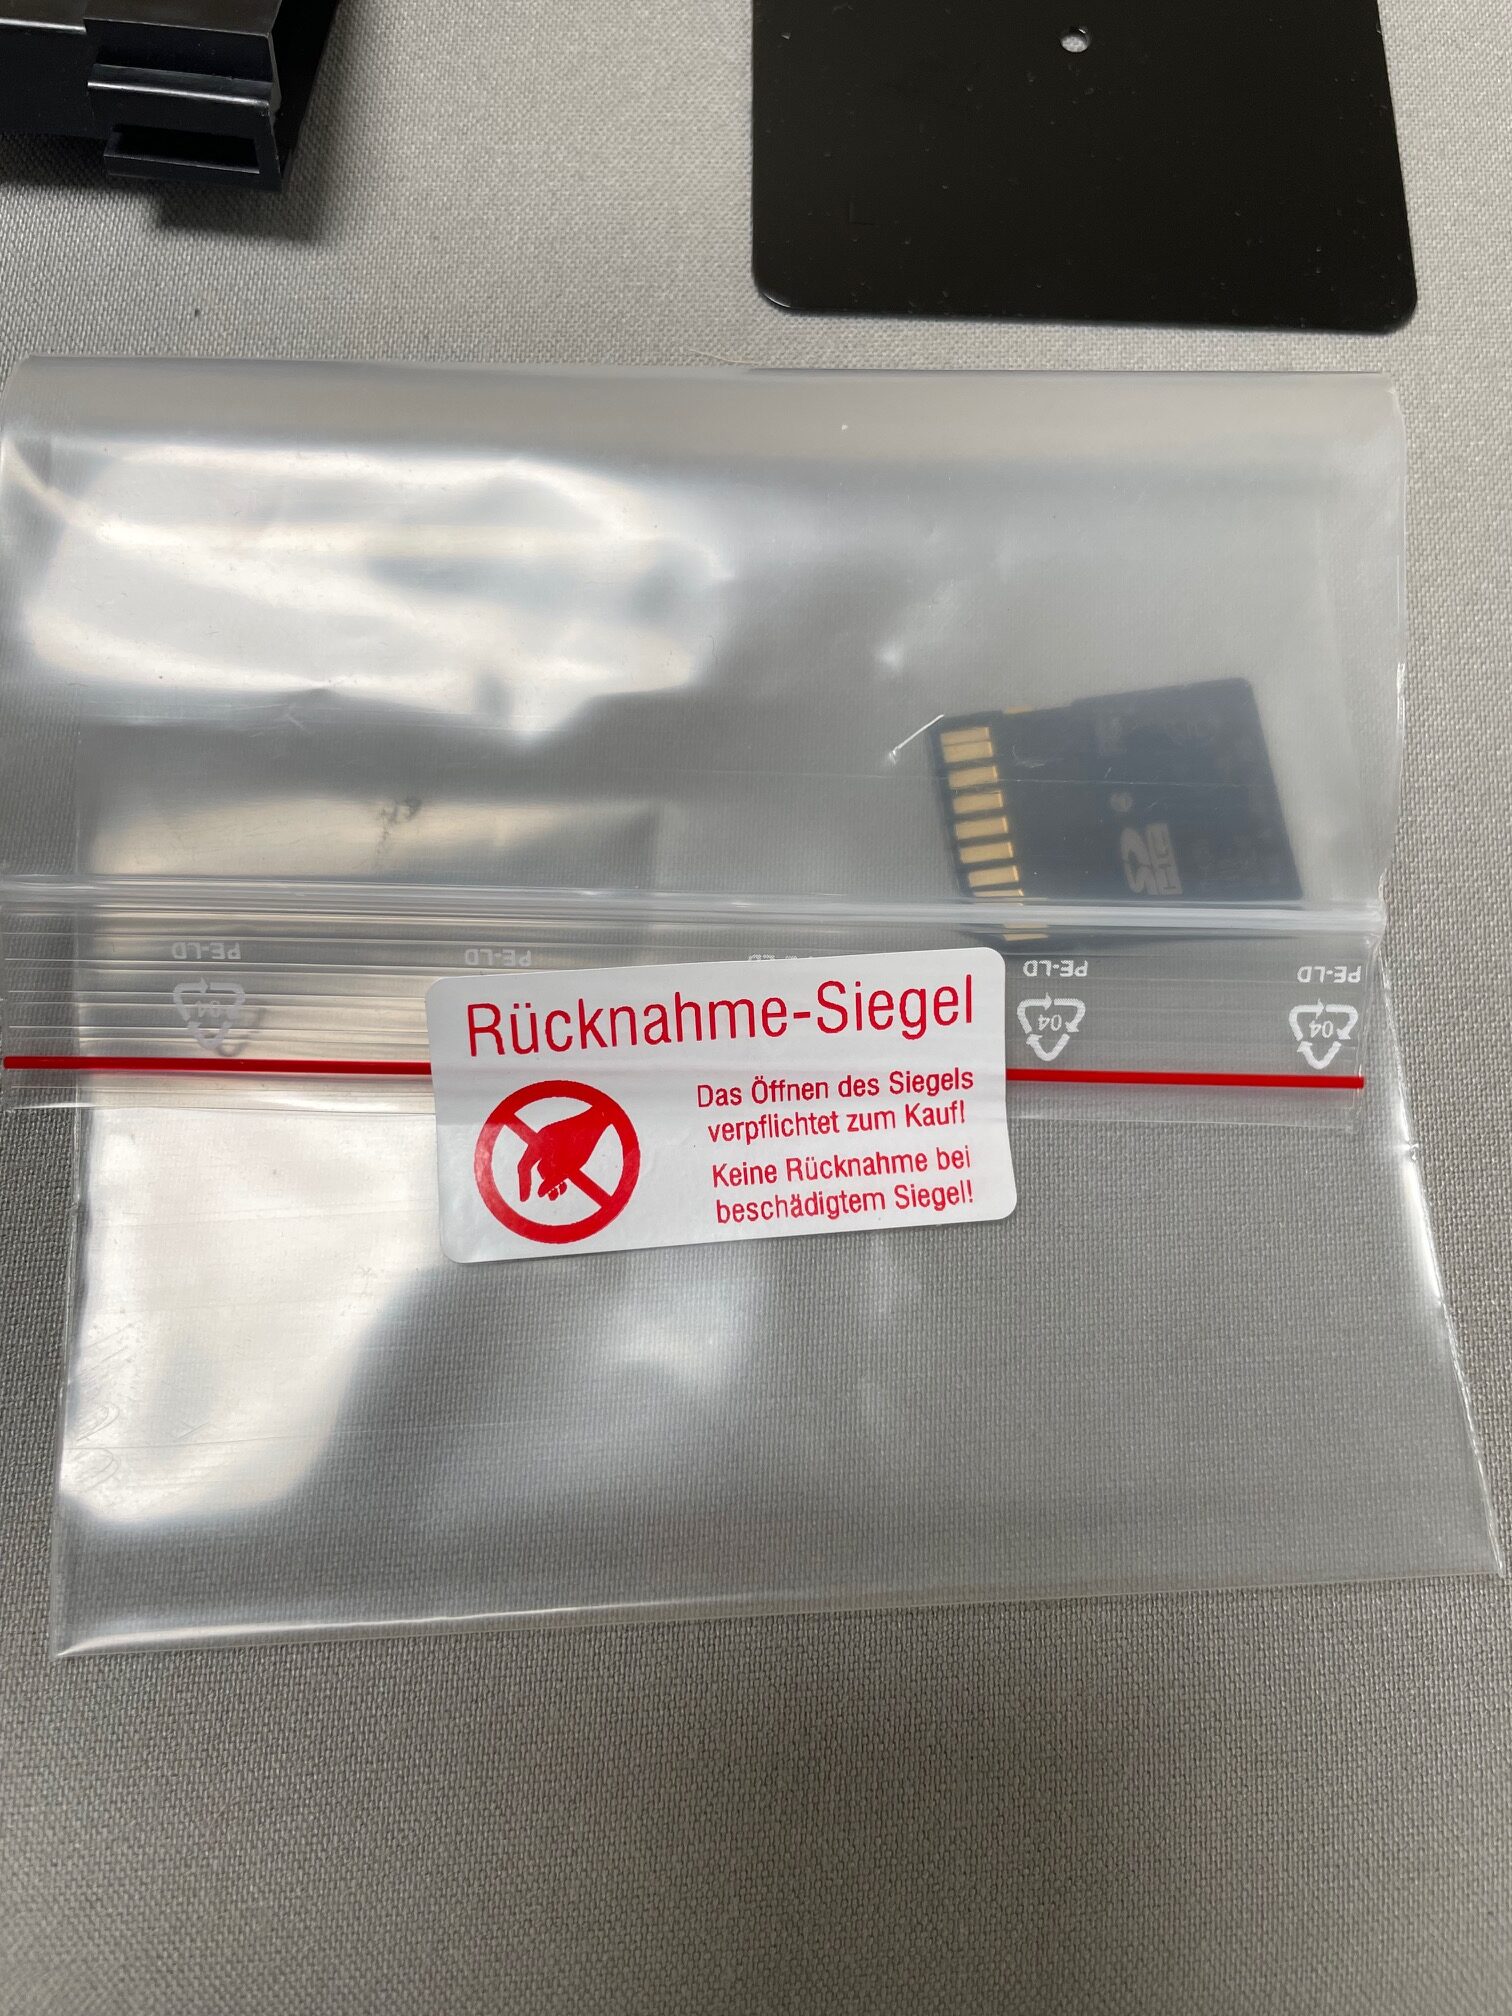 PE-LD
PE-LD
PE-LD
PE-LD
04
04
04
Rücknahme-Siegel
Das Öffnen des Siegels
verpflichtet zum Kauf!
Keine Rücknahme bei
beschädigtem Siegel!